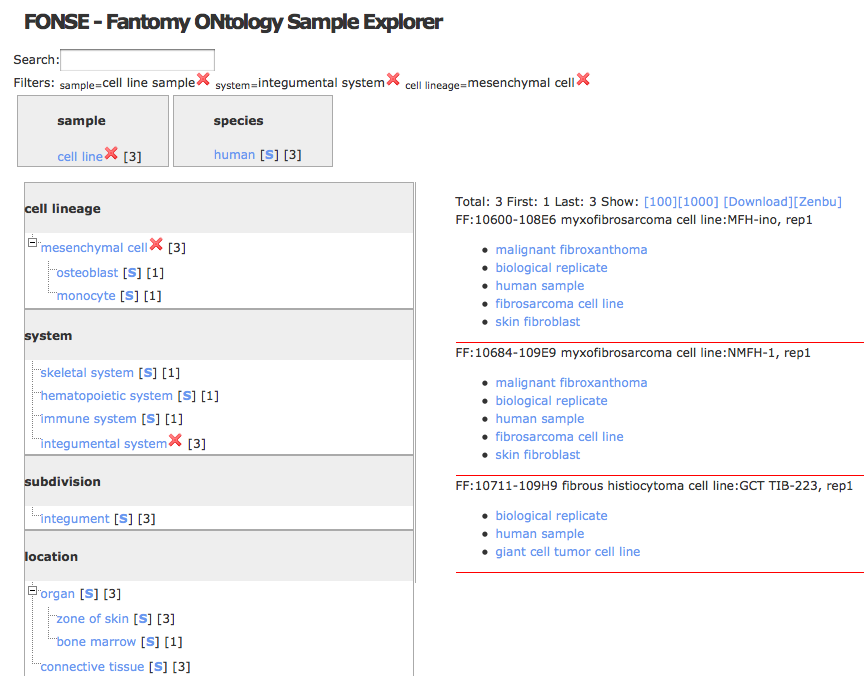 FONSE - Fantomy ONtology Sample Explorer
Search:
Filters: sample=cell line sample system=integumental system cell lineage=mesenchymal cell
sample
cell line [3]
species
human [S] [3]
cell lineage
mesenchymal cell [3]
osteoblast [S] [1]
monocyte [S] [1]
system
skeletal system [S] [1]
hematopoietic system [S] [1]
immune system [S] [1]
integumental system [3]
subdivision
integument [S] [3]
location
organ [S] [3]
zone of skin [S] [3]
bone marrow [S] [1]
connective tissue [S] [3]
Total: 3 First: 1 Last: 3 Show: [100][1000] [Download][Zenbu]
FF:10600-108E6 myxofibrosarcoma cell line:MFH-ino, rep1
malignant fibroxanthoma
biological replicate
human sample
fibrosarcoma cell line
skin fibroblast
FF:10684-109E9 myxofibrosarcoma cell line:NMFH-1, rep1
malignant fibroxanthoma
biological replicate
human sample
fibrosarcoma cell line
skin fibroblast
FF:10711-109H9 fibrous histiocytoma cell line:GCT TIB-223, rep1
biological replicate
human sample
giant cell tumor cell line